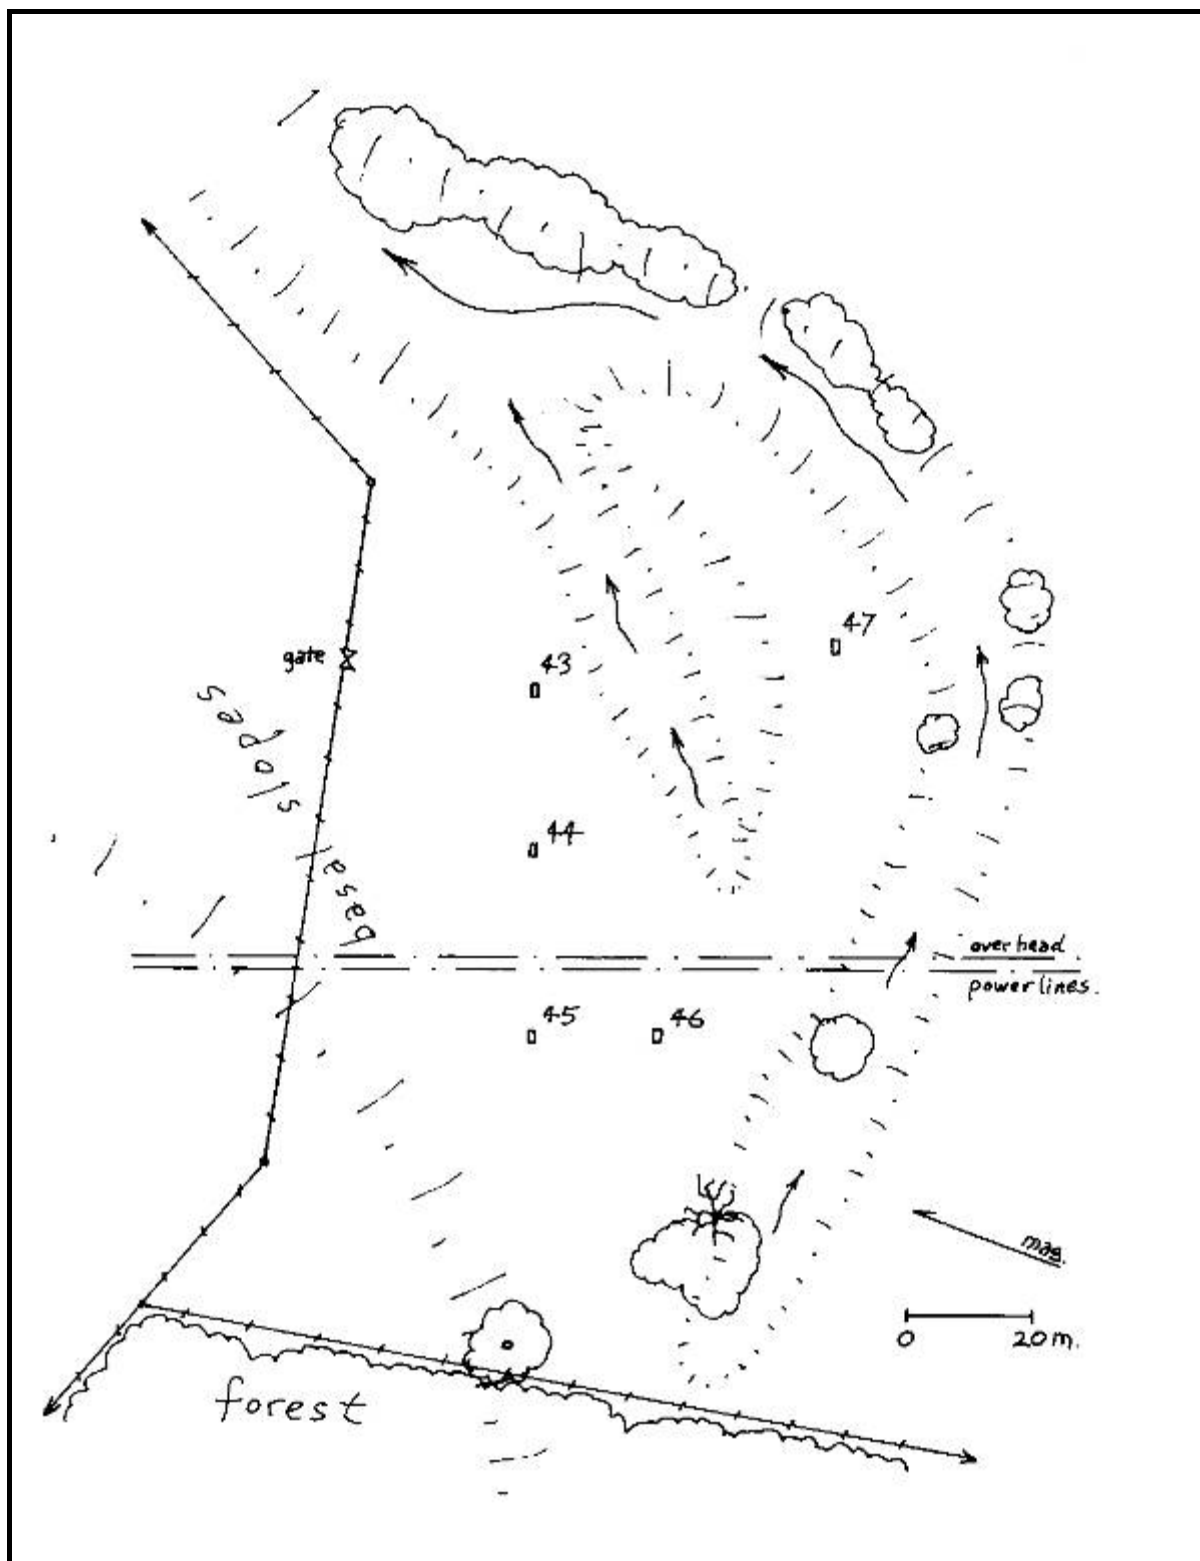 47
gate
43
basal slopes
44
overhead
power lines.
45
46
mag.
0 20m.
forest